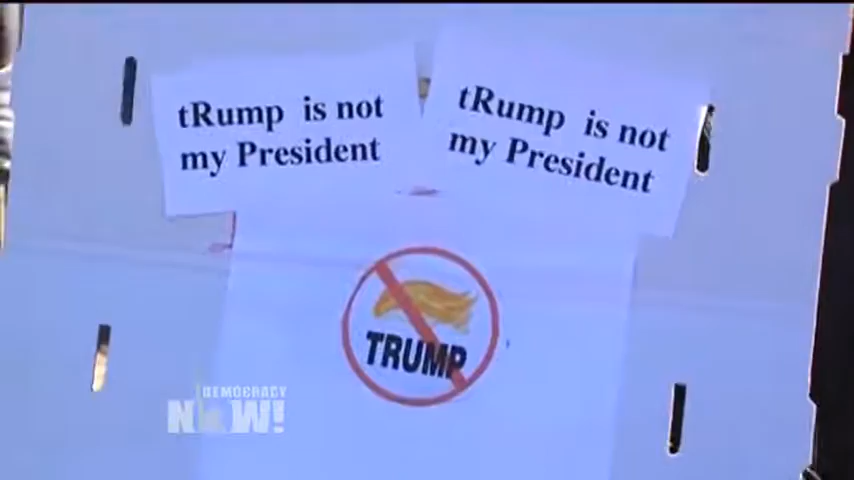 tRump is not
my President
tRump is not
my President
TRUMP
DEMOCRACY
NOW!